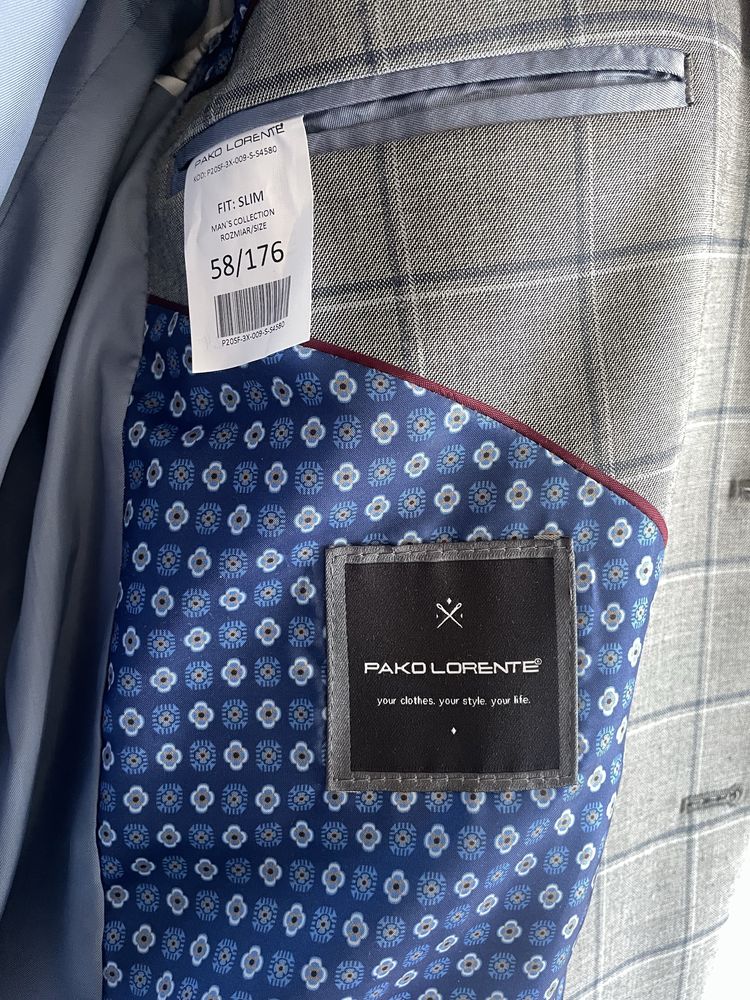 PAKO LORENTE
KOD: P20SF-3X-009-S-S4580
FIT: SLIM
MAN`S COLLECTION
ROZMIAR/SIZE
58/176
P20SF-3X-009-S-S4580
PAKO LORENTE®
your clothes. your style. your life.